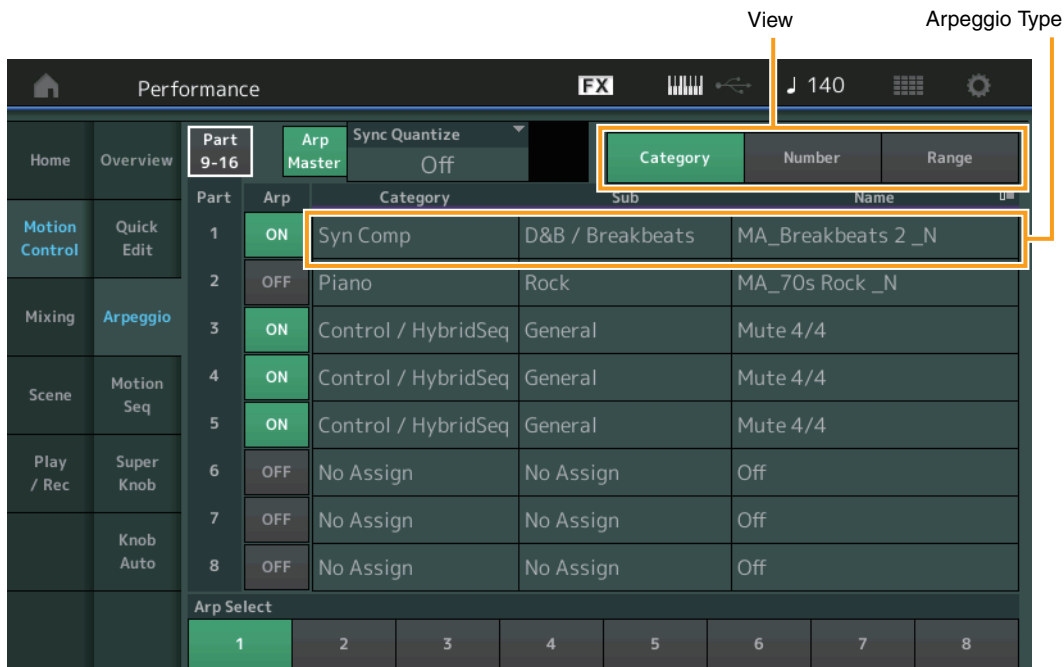 View
Arpeggio Type
Performance
FX
♩ 140
Home
Overview
Part
9-16
Arp
Master
Sync Quantize
Off
Category
Number
Range
Part
Arp
Category
Sub
Name
Motion
Control
Quick
Edit
1
ON
Syn Comp
D&B / Breakbeats
MA_Breakbeats 2 _N
2
OFF
Piano
Rock
MA_70s Rock _N
Mixing
Arpeggio
3
ON
Control / HybridSeq
General
Mute 4/4
Scene
Motion
Seq
4
ON
Control / HybridSeq
General
Mute 4/4
5
ON
Control / HybridSeq
General
Mute 4/4
Play
/ Rec
Super
Knob
6
OFF
No Assign
No Assign
Off
7
OFF
No Assign
No Assign
Off
Knob
Auto
8
OFF
No Assign
No Assign
Off
Arp Select
1
2
3
4
5
6
7
8